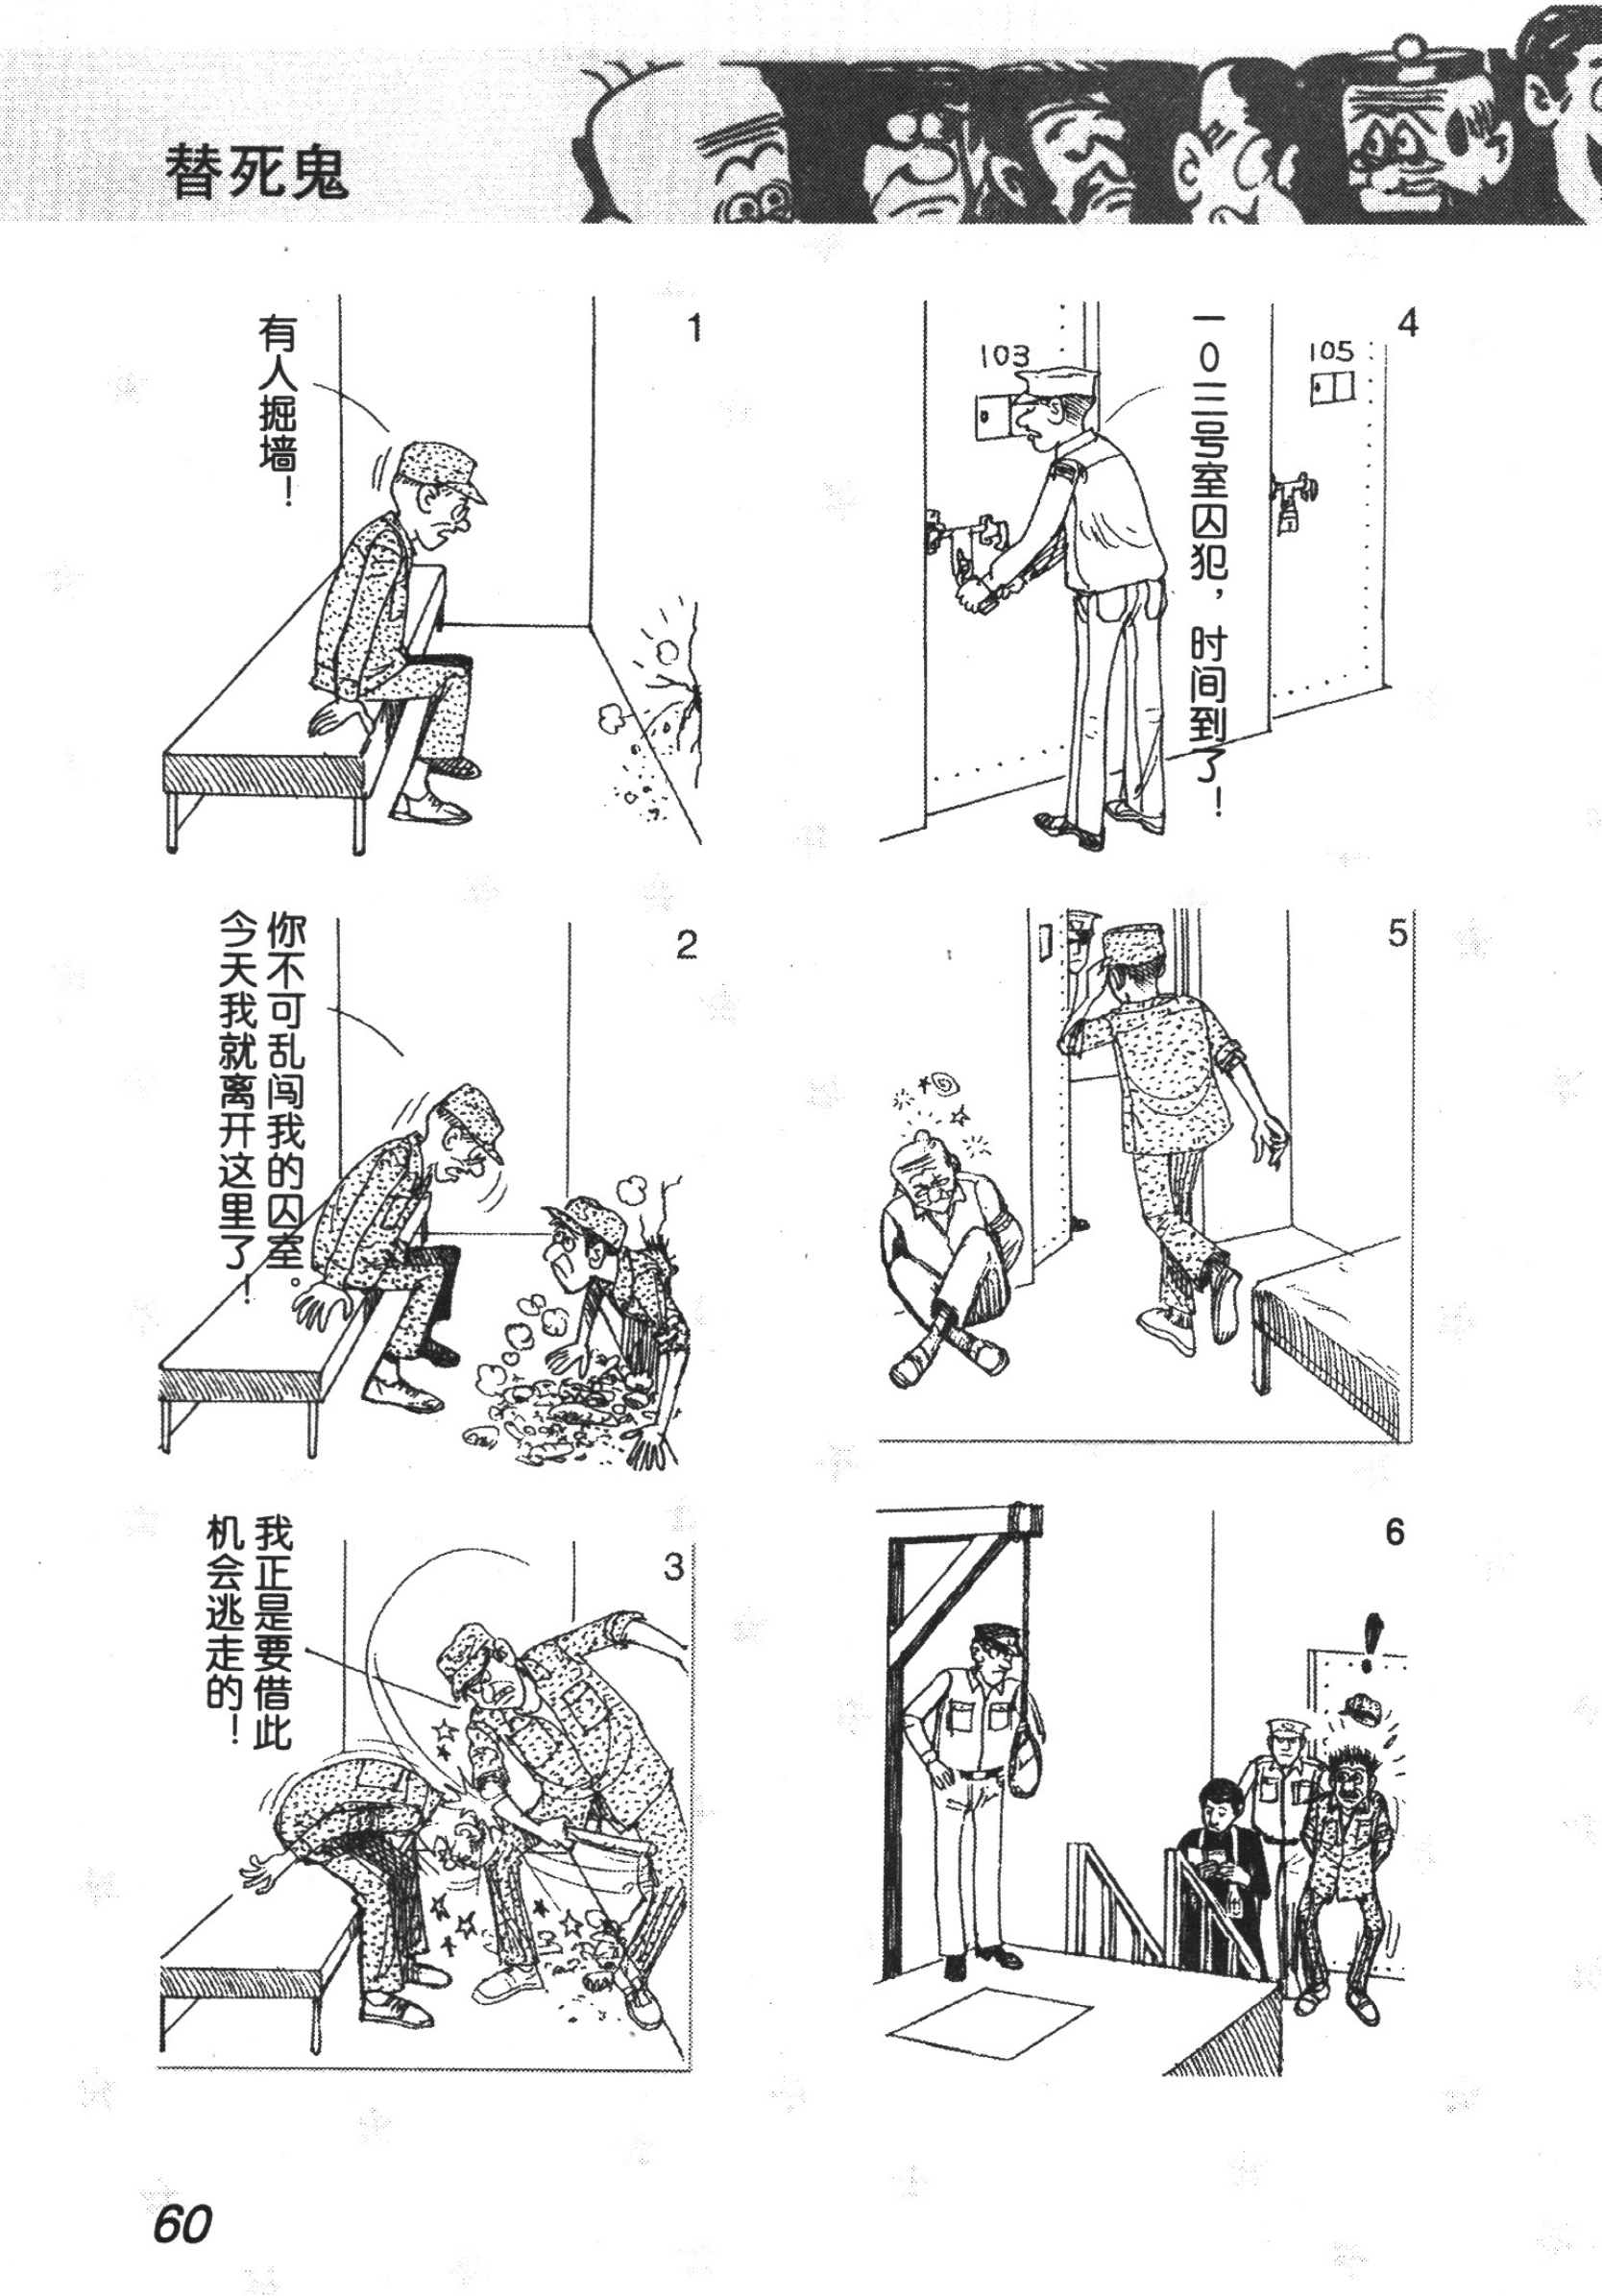 替死鬼
1
有人掘墙！
2
你不可乱闯我的囚室。
今天我就离开这里了！
3
我正是要借此
机会逃走的！
4
103
105
一0三号室囚犯，时间到了！
5
6
!
60